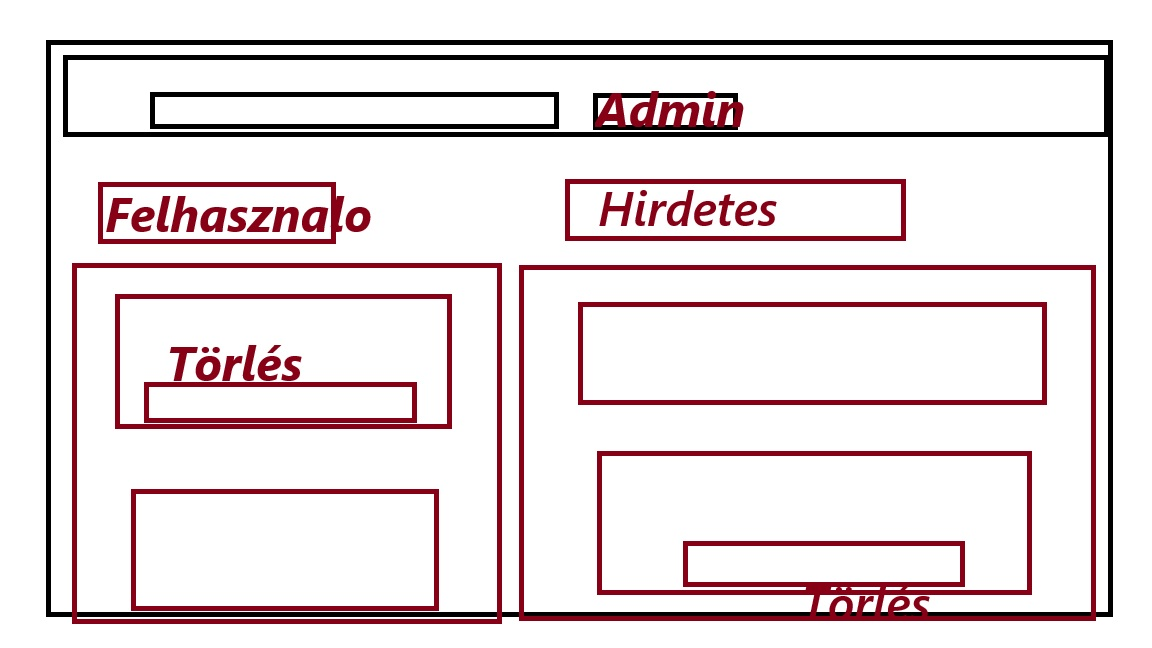 Admin
Felhasznalo
Hirdetes
Törlés
Törlés